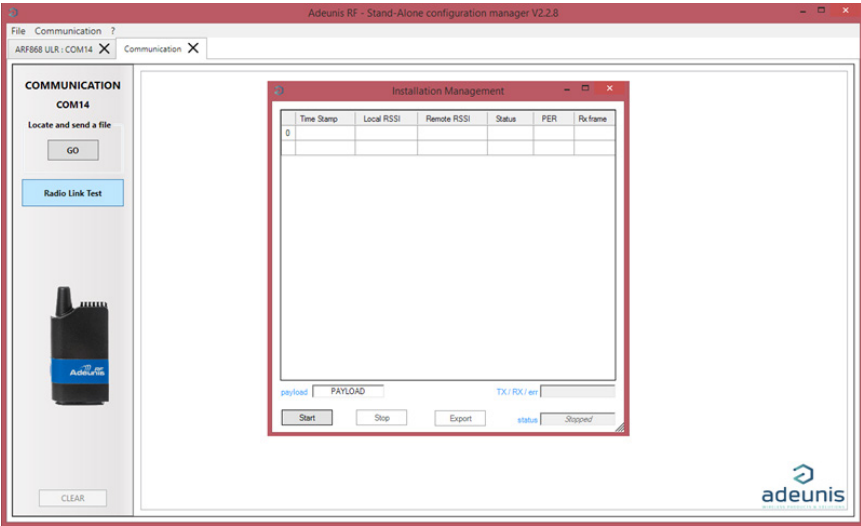 Adeunis RF - Stand-Alone configuration manager V2.2.8
File Communication ?
ARF868 ULR : COM14 Communication
COMMUNICATION
COM14
Locate and send a file
GO
Radio Link Test
Adeunis RF
CLEAR
Installation Management
Time Stamp Local RSSI Remote RSSI Status PER Rx frame
0
payload PAYLOAD TX / RX / err
Start Stop Export status Stopped
adeunis